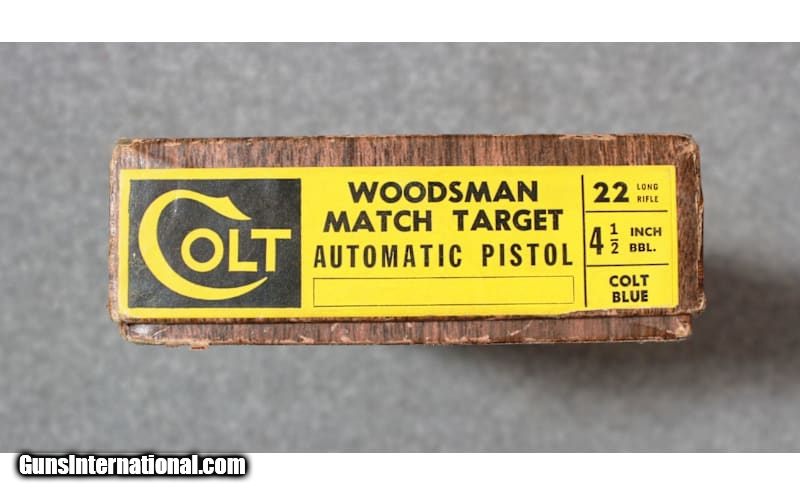 COLT
WOODSMAN
MATCH TARGET
AUTOMATIC PISTOL
22 LONG RIFLE
4 1/2 INCH BBL.
COLT
BLUE
GunsInternational.com